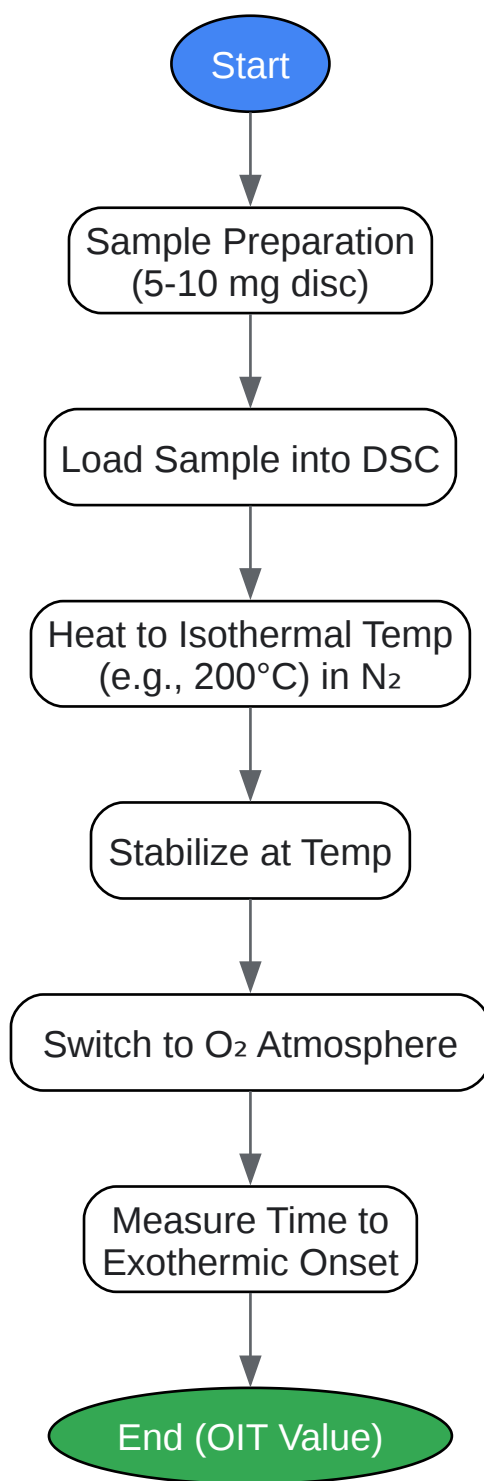 Start
Sample Preparation
(5-10 mg disc)
Load Sample into DSC
Heat to Isothermal Temp
(e.g., 200°C) in N₂
Stabilize at Temp
Switch to O₂ Atmosphere
Measure Time to
Exothermic Onset
End (OIT Value)